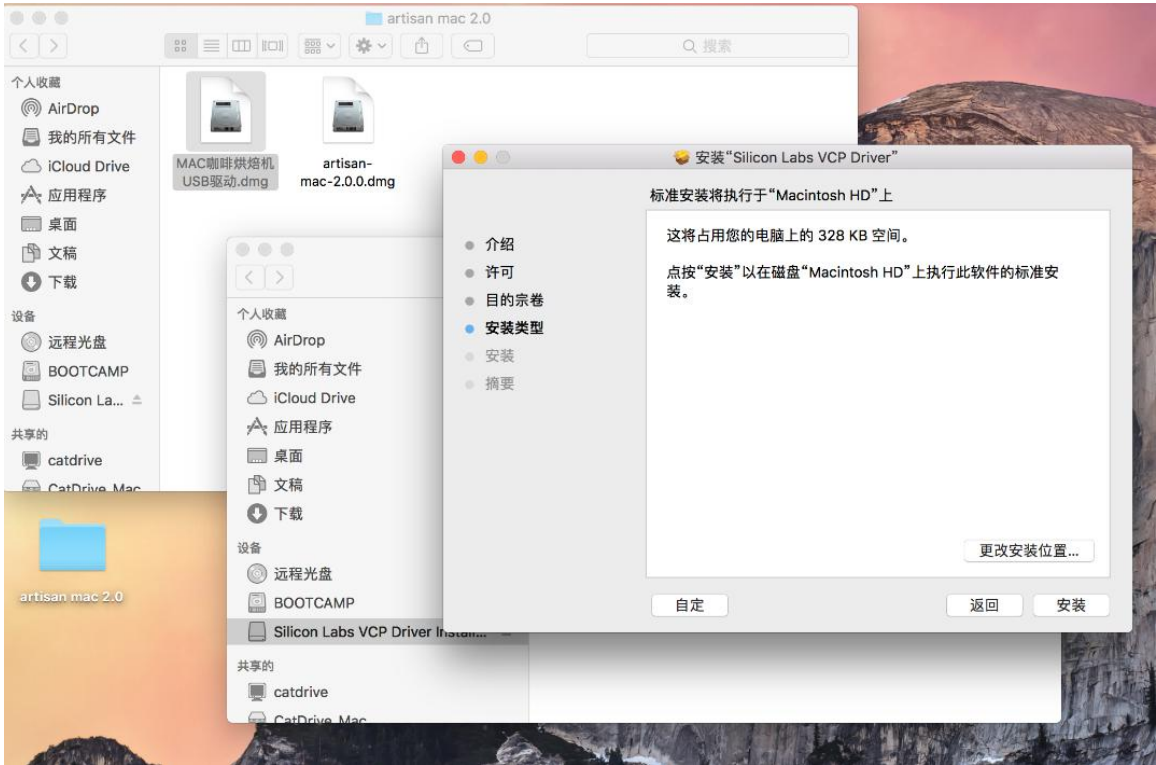 artisan mac 2.0
搜索
个人收藏
AirDrop
我的所有文件
iCloud Drive
应用程序
桌面
文稿
下载
设备
远程光盘
BOOTCAMP
Silicon La...
共享的
catdrive
CatDrive_Mac
MAC咖啡烘焙机
USB驱动.dmg
artisan-
mac-2.0.0.dmg
artisan mac 2.0
个人收藏
AirDrop
我的所有文件
iCloud Drive
应用程序
桌面
文稿
下载
设备
远程光盘
BOOTCAMP
Silicon Labs VCP Driver Install...
共享的
catdrive
CatDrive_Mac
安装“Silicon Labs VCP Driver”
标准安装将执行于“Macintosh HD”上
介绍
许可
目的宗卷
安装类型
安装
摘要
这将占用您的电脑上的 328 KB 空间。
点按“安装”以在磁盘“Macintosh HD”上执行此软件的标准安
装。
更改安装位置...
自定
返回
安装